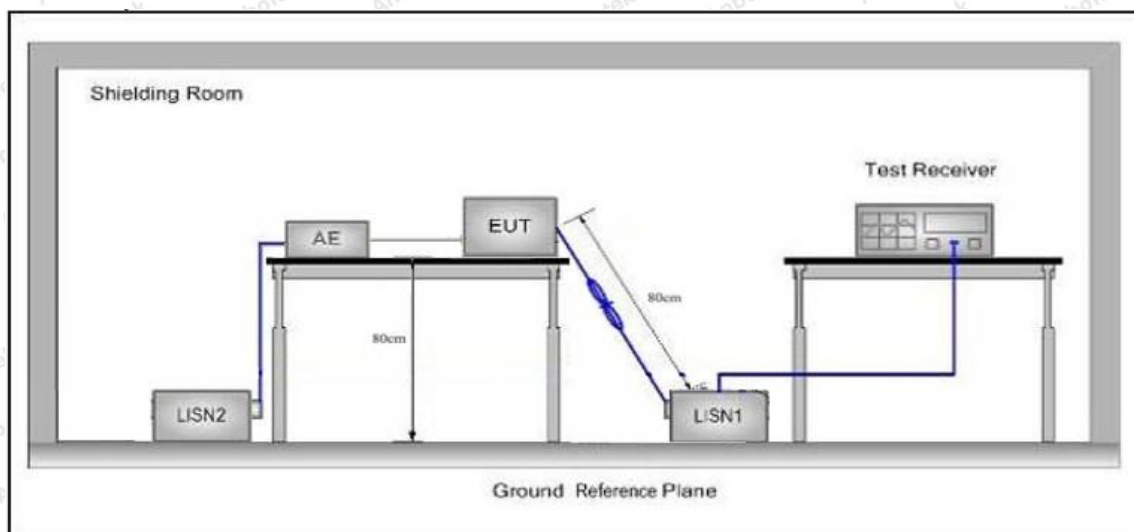 Shielding Room
Test Receiver
EUT
AE
80cm
80cm
LISN2
LISN1
Ground Reference Plane